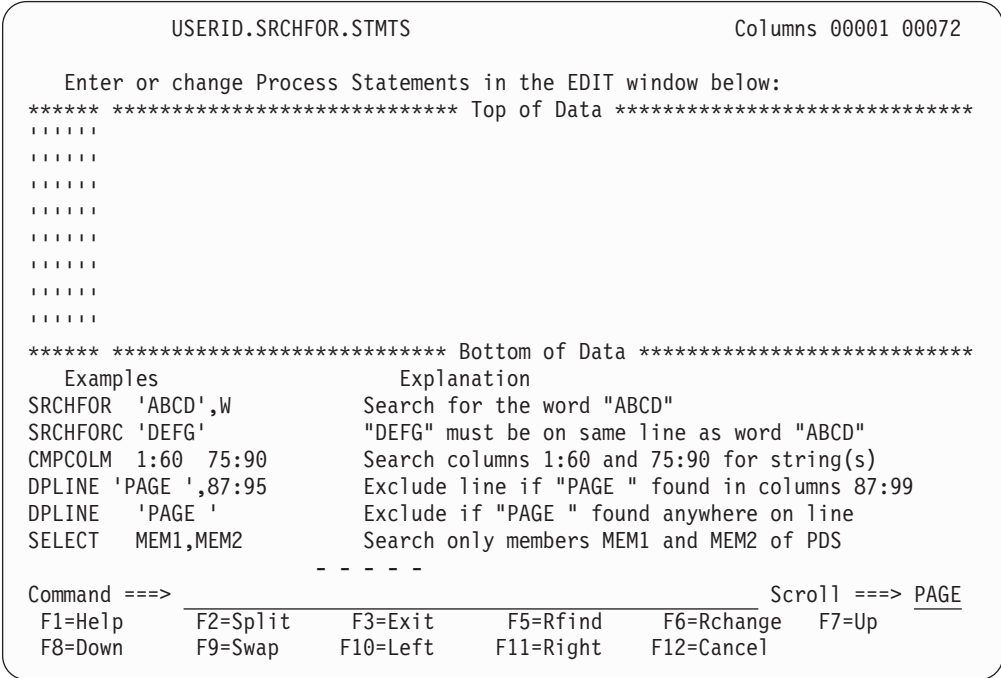 USERID.SRCHFOR.STMTS Columns 00001 00072
Enter or change Process Statements in the EDIT window below:
****** ***************************** Top of Data ******************************
''''''
''''''
''''''
''''''
''''''
''''''
''''''
''''''
****** **************************** Bottom of Data ****************************
Examples Explanation
SRCHFOR 'ABCD',W Search for the word "ABCD"
SRCHFORC 'DEFG' "DEFG" must be on same line as word "ABCD"
CMPCOLM 1:60 75:90 Search columns 1:60 and 75:90 for string(s)
DPLINE 'PAGE ',87:95 Exclude line if "PAGE " found in columns 87:99
DPLINE 'PAGE ' Exclude if "PAGE " found anywhere on line
SELECT MEM1,MEM2 Search only members MEM1 and MEM2 of PDS
- - - - -
Command ===> Scroll ===> PAGE
F1=Help F2=Split F3=Exit F5=Rfind F6=Rchange F7=Up
F8=Down F9=Swap F10=Left F11=Right F12=Cancel